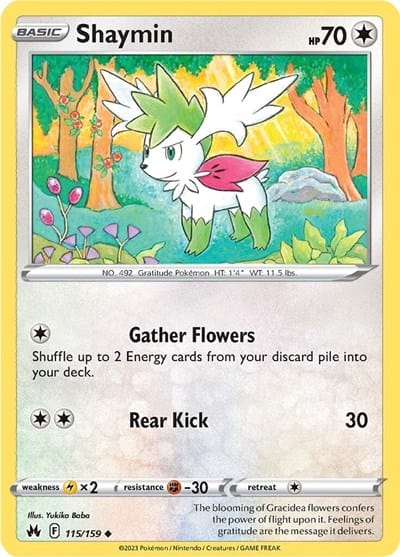 BASIC Shaymin HP 70
NO. 492 Gratitude Pokémon HT: 1'4" WT: 11.5 lbs.
Gather Flowers
Shuffle up to 2 Energy cards from your discard pile into
your deck.
Rear Kick 30
weakness ×2 resistance -30 retreat
Illus. Yukiko Baba
F 115/159
The blooming of Gracidea flowers confers
the power of flight upon it. Feelings of
gratitude are the message it delivers.
©2023 Pokémon / Nintendo / Creatures / GAME FREAK